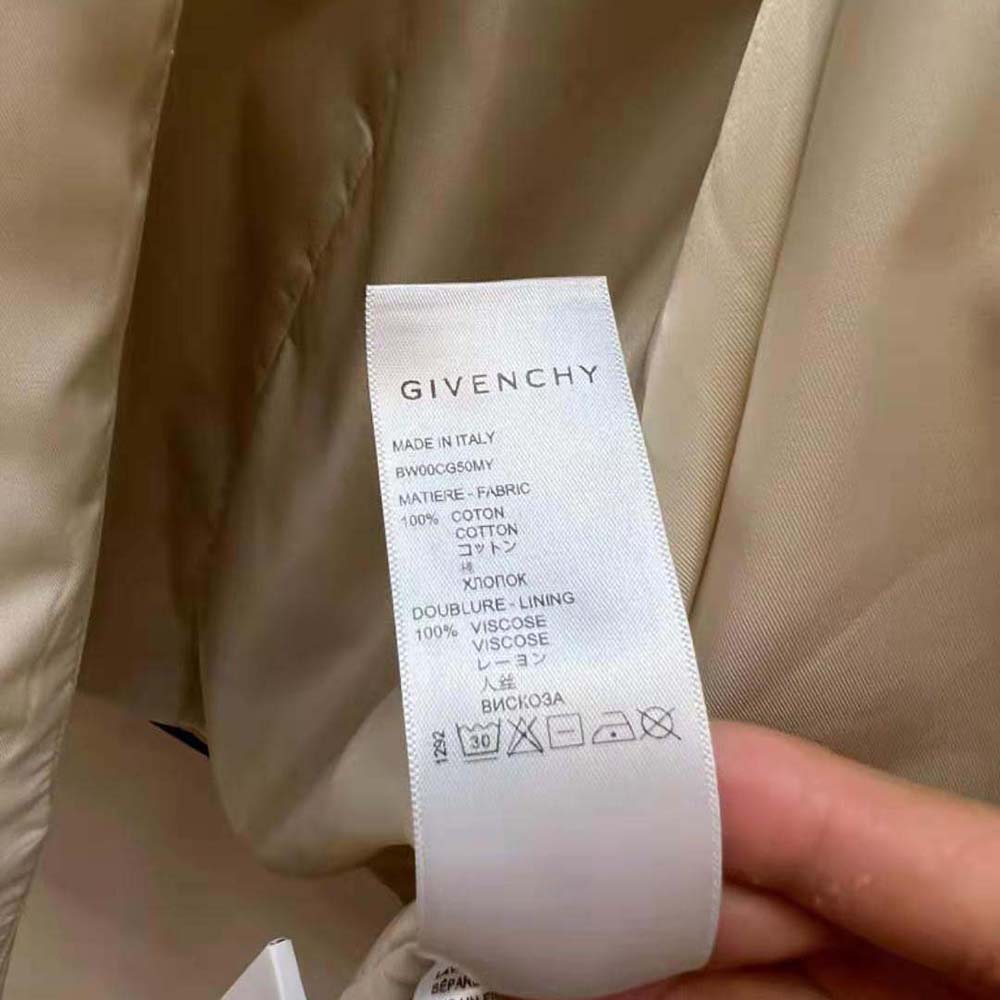 GIVENCHY
MADE IN ITALY
BW00CG50MY
MATIERE - FABRIC
100% COTON
COTTON
コットン
棉
ХЛОПОК
DOUBLURE - LINING
100% VISCOSE
VISCOSE
レーヨン
人丝
ВИСКОЗА
1292
30